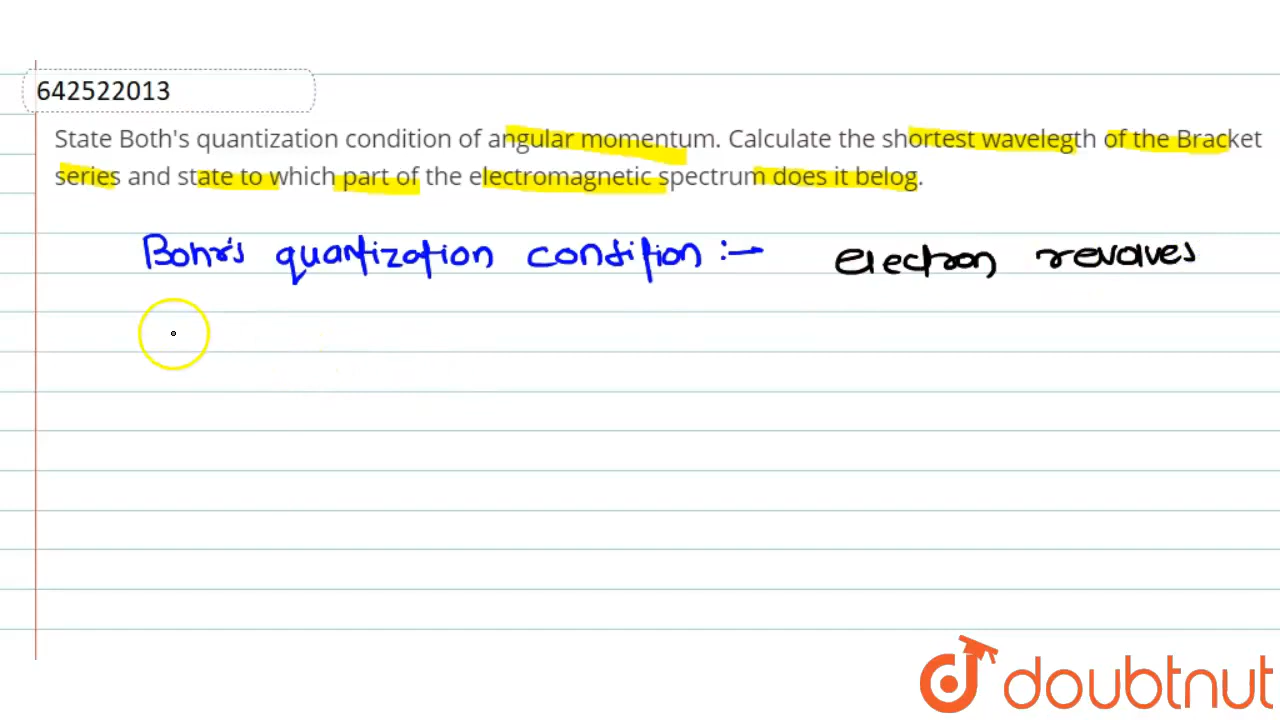 642522013
State Both's quantization condition of angular momentum. Calculate the shortest wavelegth of the Bracket
series and state to which part of the electromagnetic spectrum does it belog.
Bohr's quantization condition :- electron revolves
doubtnut